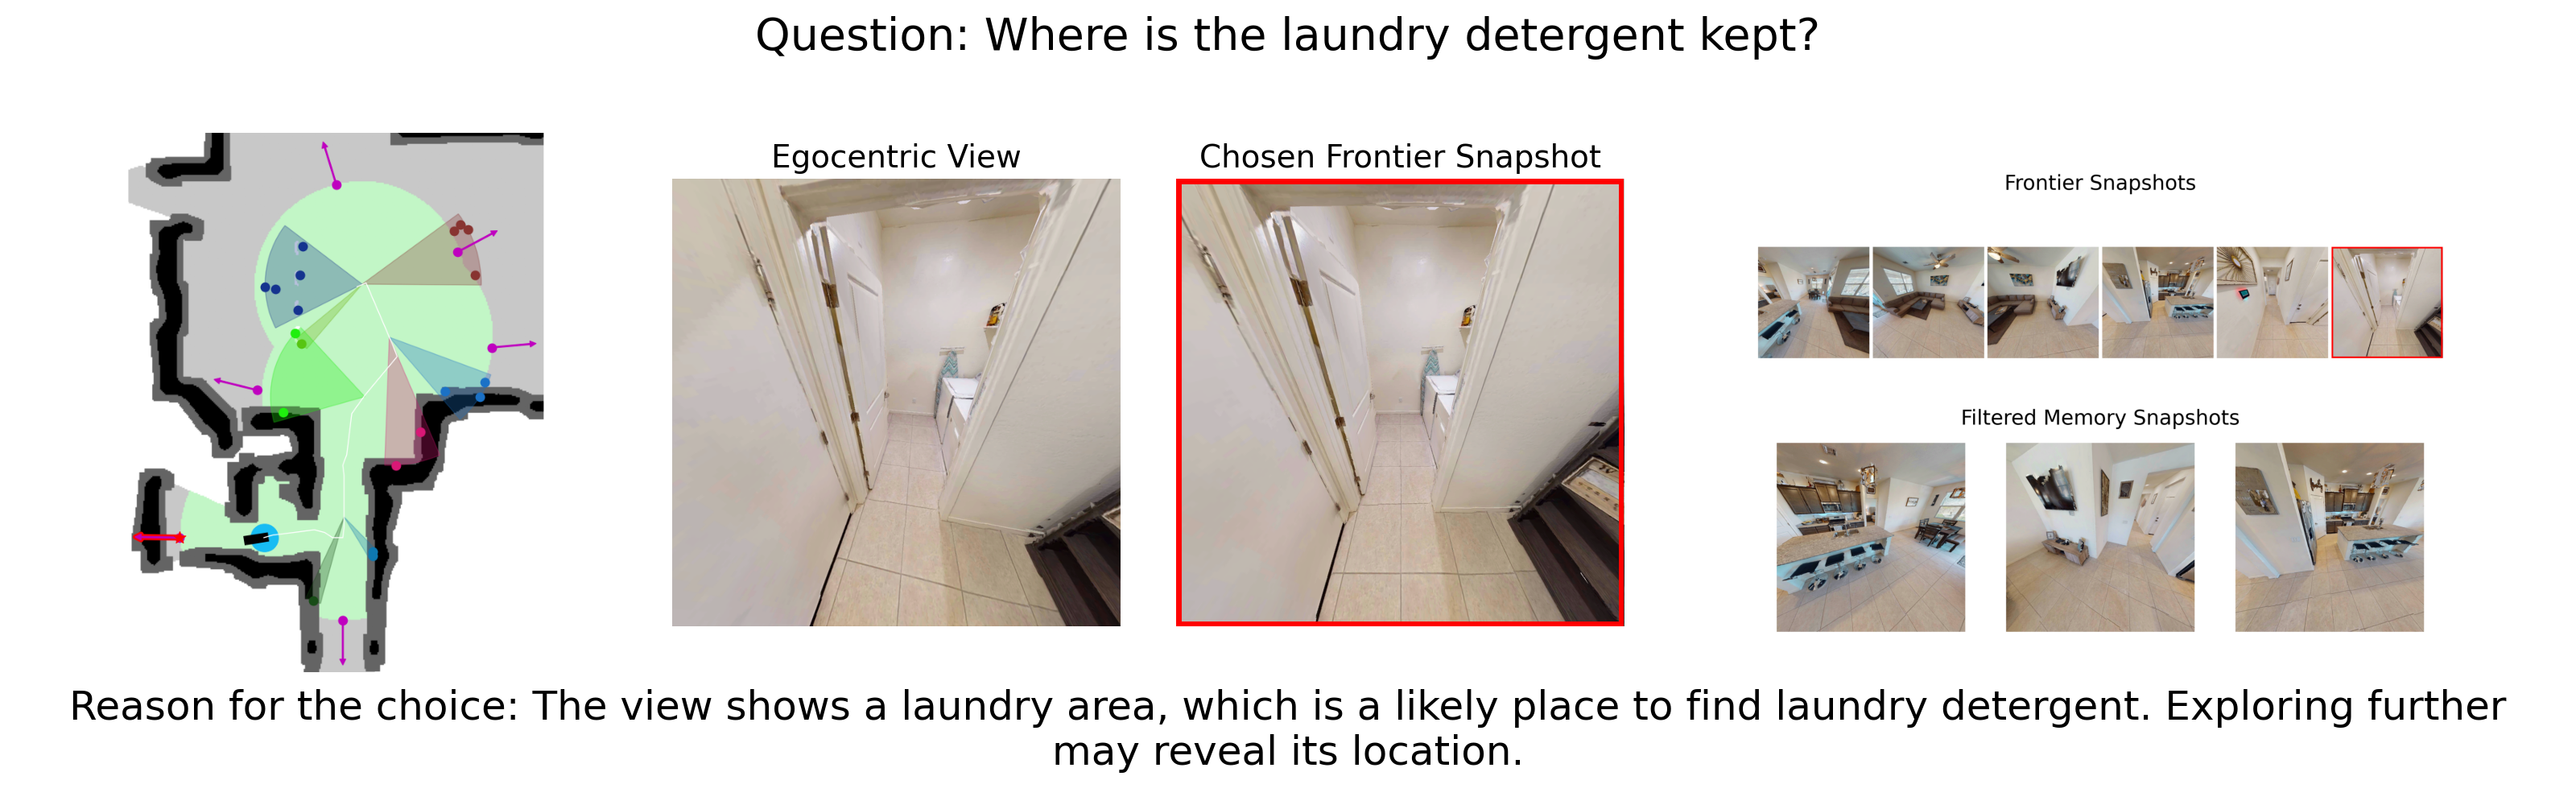 Question: Where is the laundry detergent kept?
Egocentric View
Chosen Frontier Snapshot
Frontier Snapshots
Filtered Memory Snapshots
Reason for the choice: The view shows a laundry area, which is a likely place to find laundry detergent. Exploring further
may reveal its location.